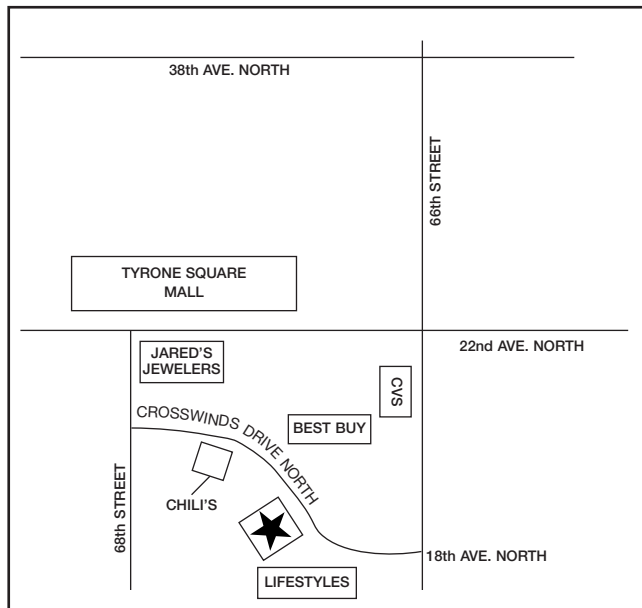 38th AVE. NORTH
66th STREET
TYRONE SQUARE
MALL
22nd AVE. NORTH
JARED'S
JEWELERS
CVS
CROSSWINDS DRIVE NORTH
BEST BUY
CHILI'S
68th STREET
18th AVE. NORTH
LIFESTYLES